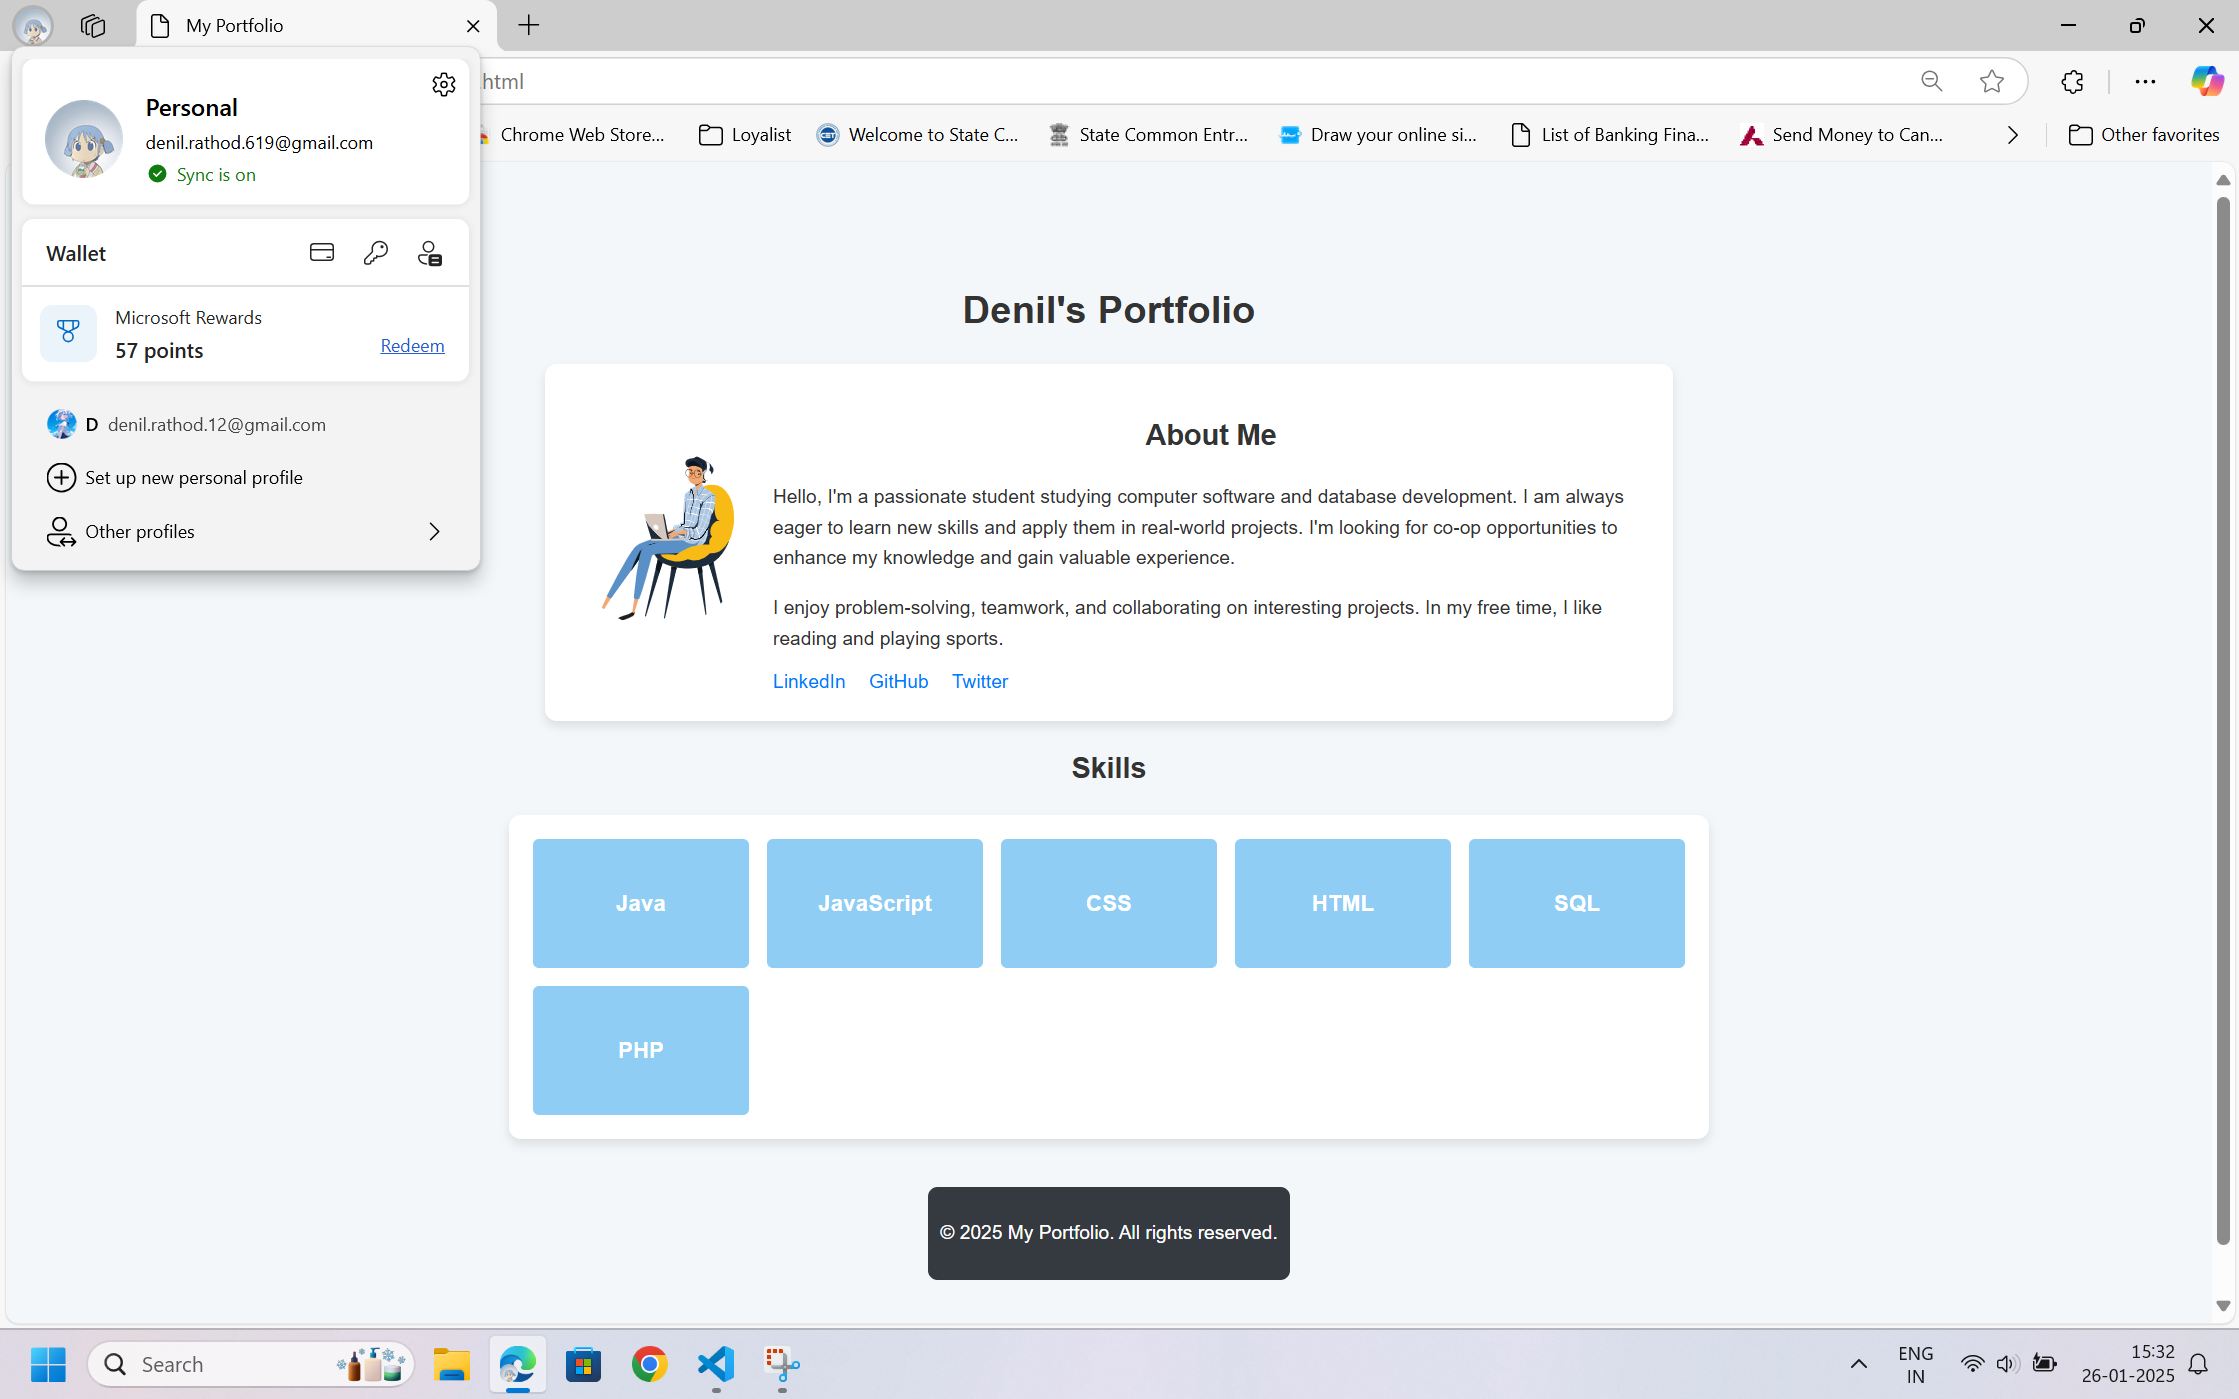 My Portfolio
.html
Personal
denil.rathod.619@gmail.com
Sync is on
Wallet
Microsoft Rewards
57 points
Redeem
D denil.rathod.12@gmail.com
Set up new personal profile
Other profiles
Chrome Web Store...
Loyalist
Welcome to State C...
State Common Entr...
Draw your online si...
List of Banking Fina...
Send Money to Can...
Other favorites
Denil's Portfolio
About Me
Hello, I'm a passionate student studying computer software and database development. I am always
eager to learn new skills and apply them in real-world projects. I'm looking for co-op opportunities to
enhance my knowledge and gain valuable experience.
I enjoy problem-solving, teamwork, and collaborating on interesting projects. In my free time, I like
reading and playing sports.
LinkedIn GitHub Twitter
Skills
Java JavaScript CSS HTML SQL
PHP
© 2025 My Portfolio. All rights reserved.
Search
ENG
IN
15:32
26-01-2025